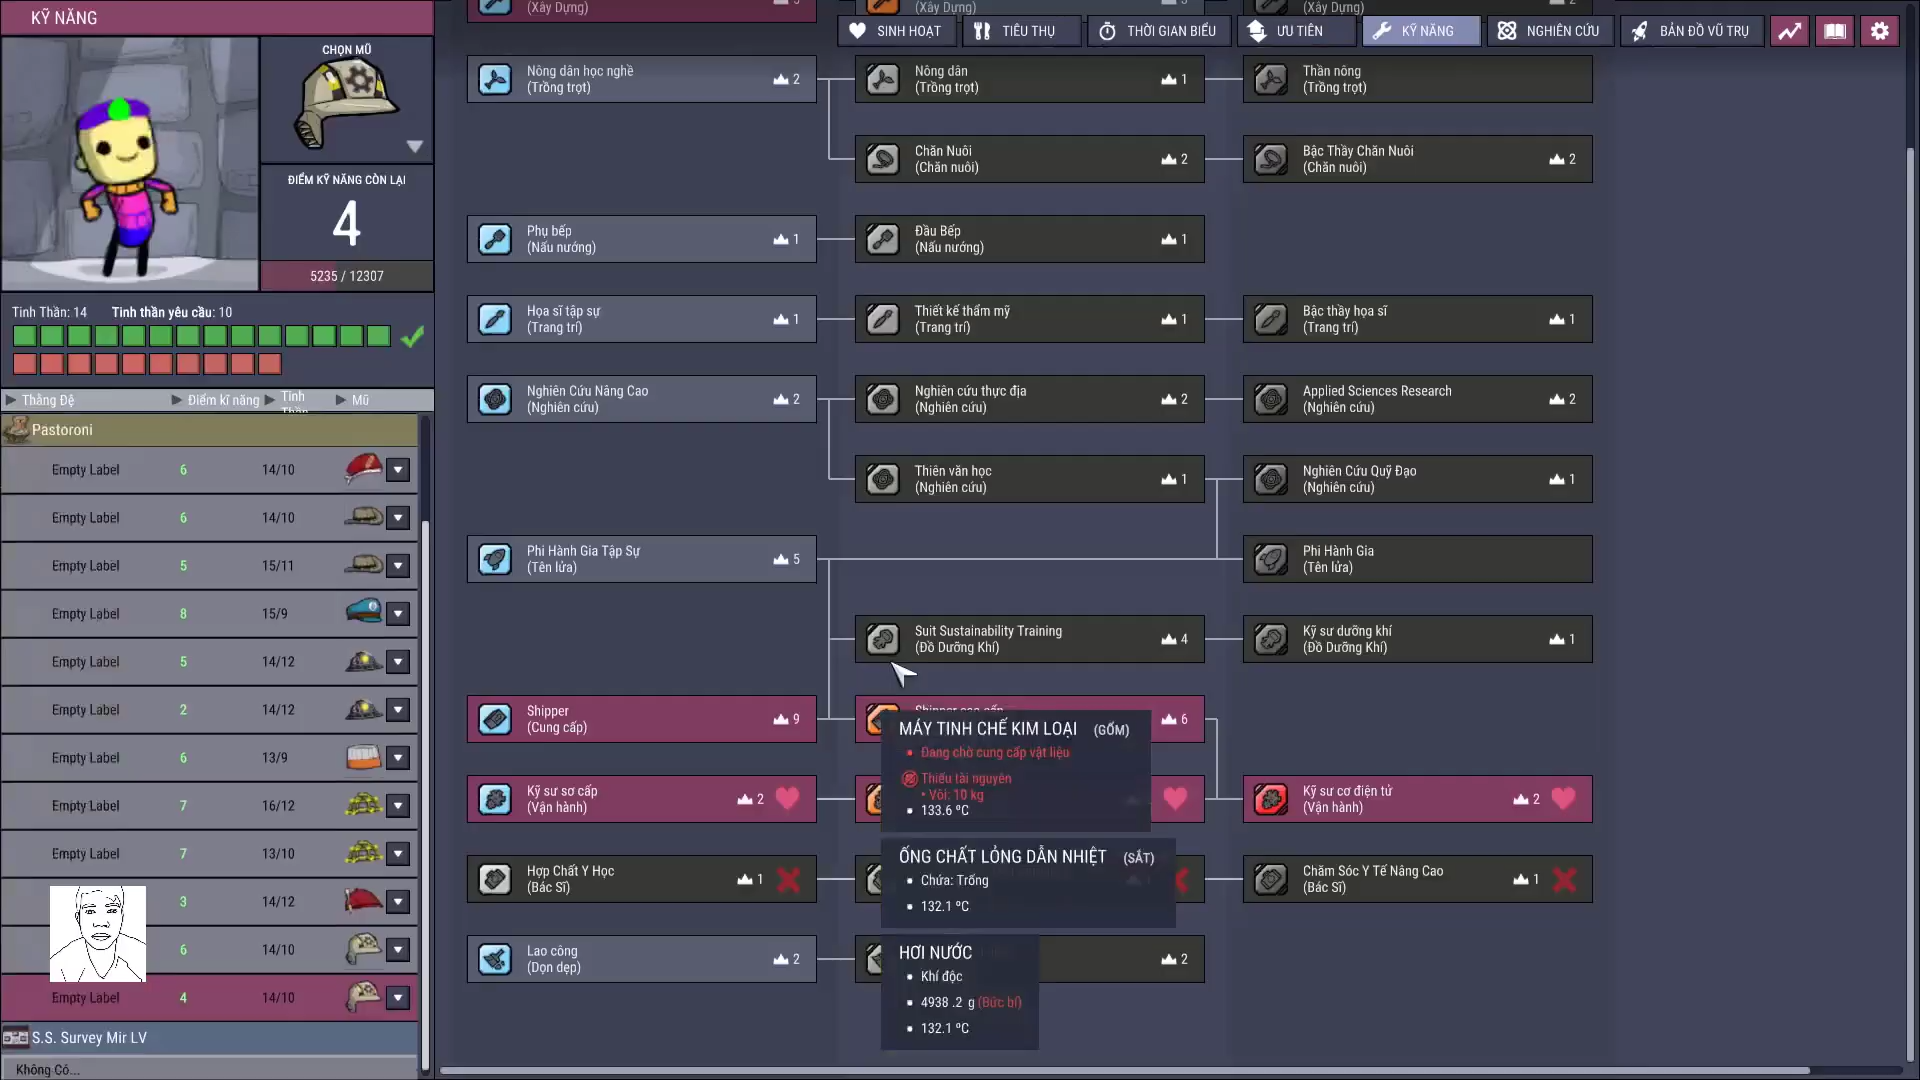 KỸ NĂNG
CHỌN MŨ
ĐIỂM KỸ NĂNG CÒN LẠI
4
5235 / 12307
Tinh Thần: 14 Tinh thần yêu cầu: 10
Thằng Đệ Điểm kĩ năng Tinh Thần Mũ
Pastoroni
Empty Label 6 14/10
Empty Label 6 14/10
Empty Label 5 15/11
Empty Label 8 15/9
Empty Label 5 14/12
Empty Label 2 14/12
Empty Label 6 13/9
Empty Label 7 16/12
Empty Label 7 13/10
3 14/12
6 14/10
Empty Label 4 14/10
S.S. Survey Mir LV
Không Có...
SINH HOẠT
TIÊU THỤ
THỜI GIAN BIỂU
ƯU TIÊN
KỸ NĂNG
NGHIÊN CỨU
BẢN ĐỒ VŨ TRỤ
(Xây Dựng)
(Xây Dựng)
(Xây Dựng)
Nông dân học nghề
(Trồng trọt)
2
Nông dân
(Trồng trọt)
1
Thần nông
(Trồng trọt)
Chăn Nuôi
(Chăn nuôi)
2
Bậc Thầy Chăn Nuôi
(Chăn nuôi)
2
Phụ bếp
(Nấu nướng)
1
Đầu Bếp
(Nấu nướng)
1
Họa sĩ tập sự
(Trang trí)
1
Thiết kế thẩm mỹ
(Trang trí)
1
Bậc thầy họa sĩ
(Trang trí)
1
Nghiên Cứu Nâng Cao
(Nghiên cứu)
2
Nghiên cứu thực địa
(Nghiên cứu)
2
Applied Sciences Research
(Nghiên cứu)
2
Thiên văn học
(Nghiên cứu)
1
Nghiên Cứu Quỹ Đạo
(Nghiên cứu)
1
Phi Hành Gia Tập Sự
(Tên lửa)
5
Phi Hành Gia
(Tên lửa)
Suit Sustainability Training
(Đồ Dưỡng Khí)
4
Kỹ sư dưỡng khí
(Đồ Dưỡng Khí)
1
Shipper
(Cung cấp)
9
Shipper cao cấp
6
Kỹ sư sơ cấp
(Vận hành)
2
Kỹ sư cơ điện tử
(Vận hành)
2
Hợp Chất Y Học
(Bác Sĩ)
1
Chăm Sóc Y Tế Nâng Cao
(Bác Sĩ)
1
Lao công
(Dọn dẹp)
2
2
MÁY TINH CHẾ KIM LOẠI (GỐM)
• Đang chờ cung cấp vật liệu
Thiếu tài nguyên
• Vôi: 10 kg
• 133.6 ºC
ỐNG CHẤT LỎNG DẪN NHIỆT (SẮT)
• Chứa: Trống
• 132.1 ºC
HƠI NƯỚC
• Khí độc
• 4938 .2 g (Bức bí)
• 132.1 ºC